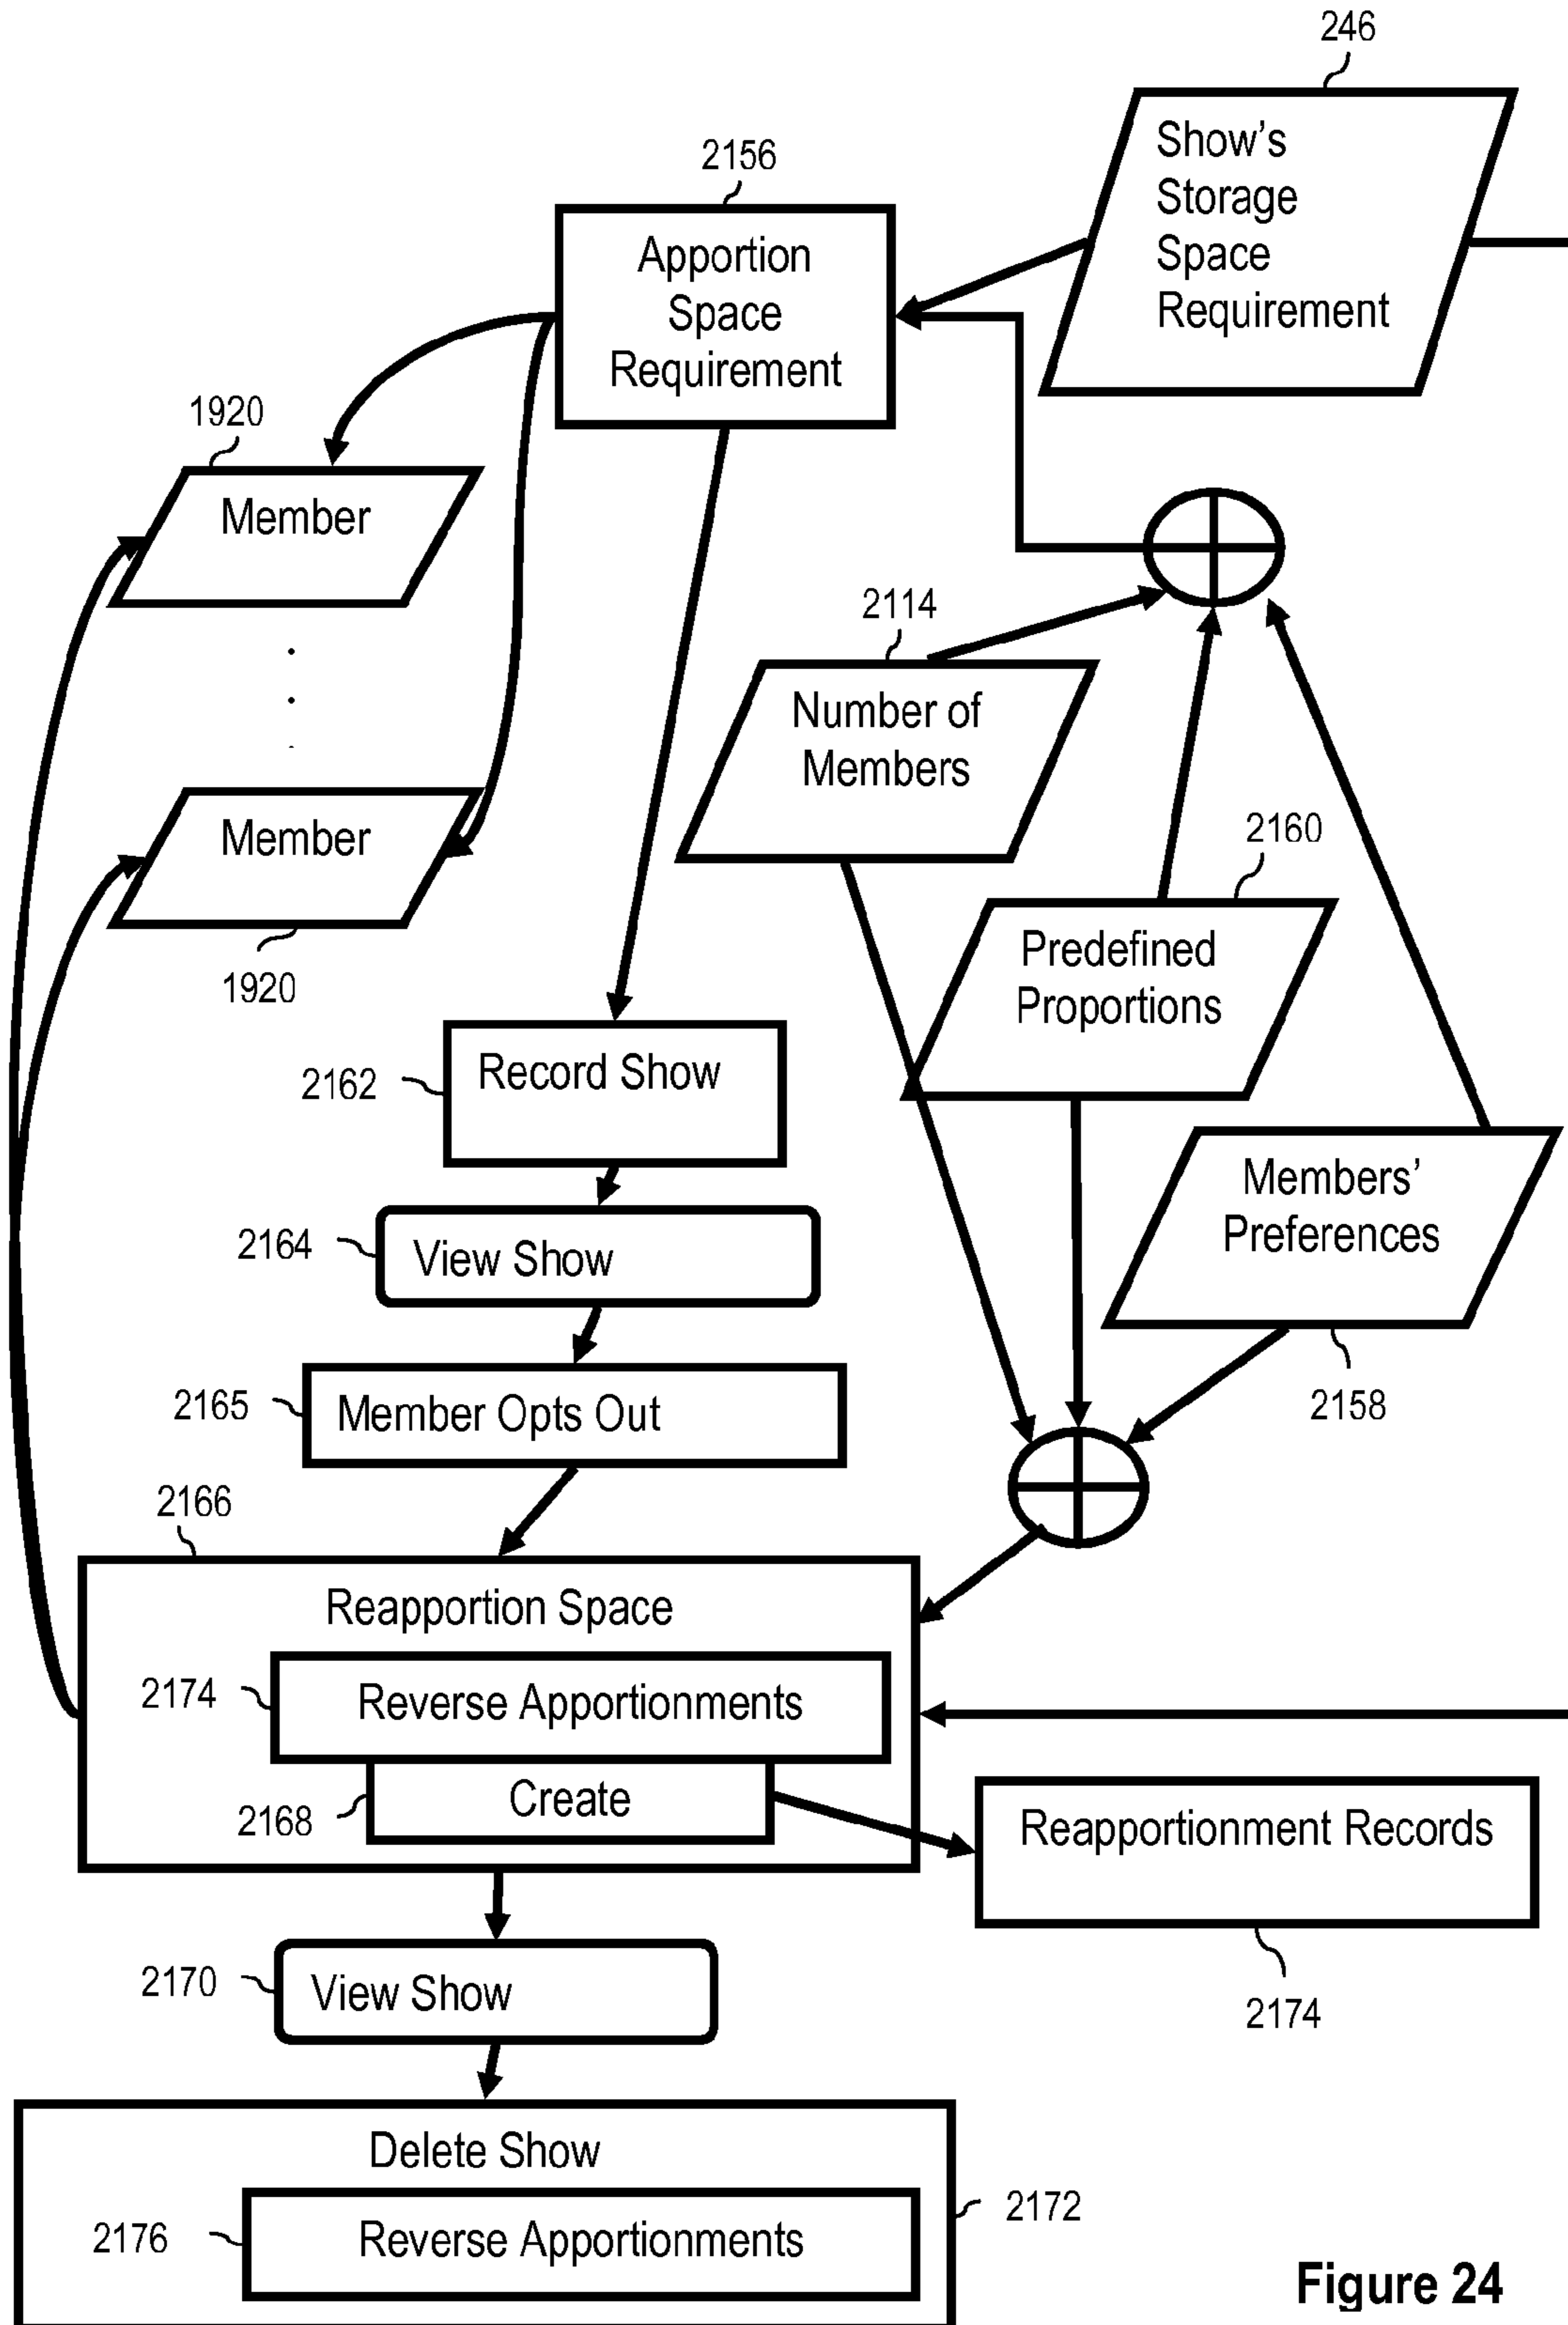 246
Show's
Storage
Space
Requirement
2156
Apportion
Space
Requirement
1920
Member
.
.
.
Member
1920
2114
Number of
Members
2160
Predefined
Proportions
Members'
Preferences
2158
2162
Record Show
2164
View Show
2165
Member Opts Out
2166
Reapportion Space
2174
Reverse Apportionments
2168
Create
Reapportionment Records
2174
2170
View Show
Delete Show
2172
2176
Reverse Apportionments
Figure 24